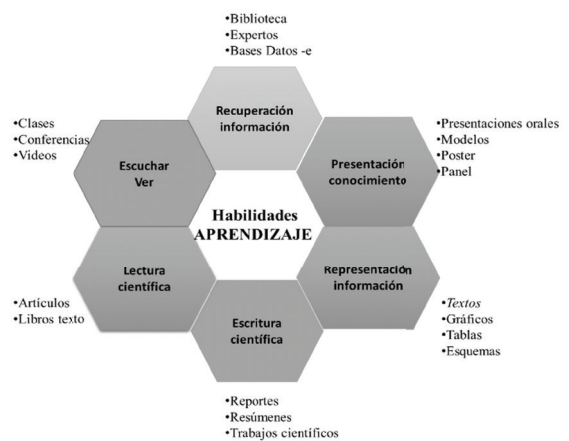 •Biblioteca
•Expertos
•Bases Datos -e
Recuperación
información
•Clases
•Conferencias
•Videos
Escuchar
Ver
•Presentaciones orales
•Modelos
•Poster
•Panel
Presentación
conocimiento
Habilidades
APRENDIZAJE
Lectura
científica
•Artículos
•Libros texto
Representación
información
•Textos
•Gráficos
•Tablas
•Esquemas
Escritura
científica
•Reportes
•Resúmenes
•Trabajos científicos